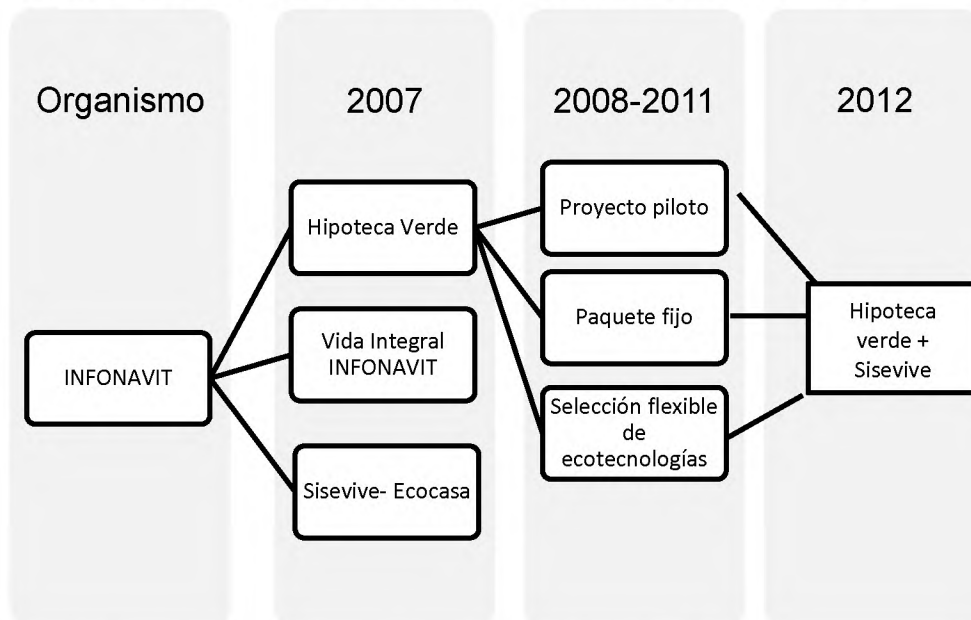 Organismo
2007
2008-2011
2012
INFONAVIT
Hipoteca Verde
Vida Integral
INFONAVIT
Sisevive- Ecocasa
Proyecto piloto
Paquete fijo
Selección flexible
de
ecotecnologías
Hipoteca
verde +
Sisevive